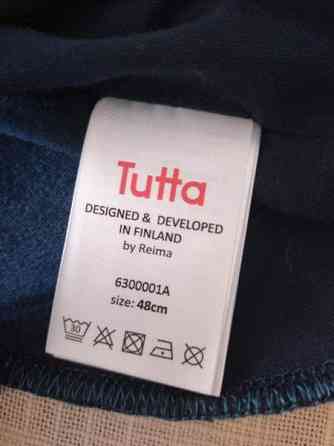 Tutta
DESIGNED & DEVELOPED
IN FINLAND
by Reima
6300001A
size: 48cm
30